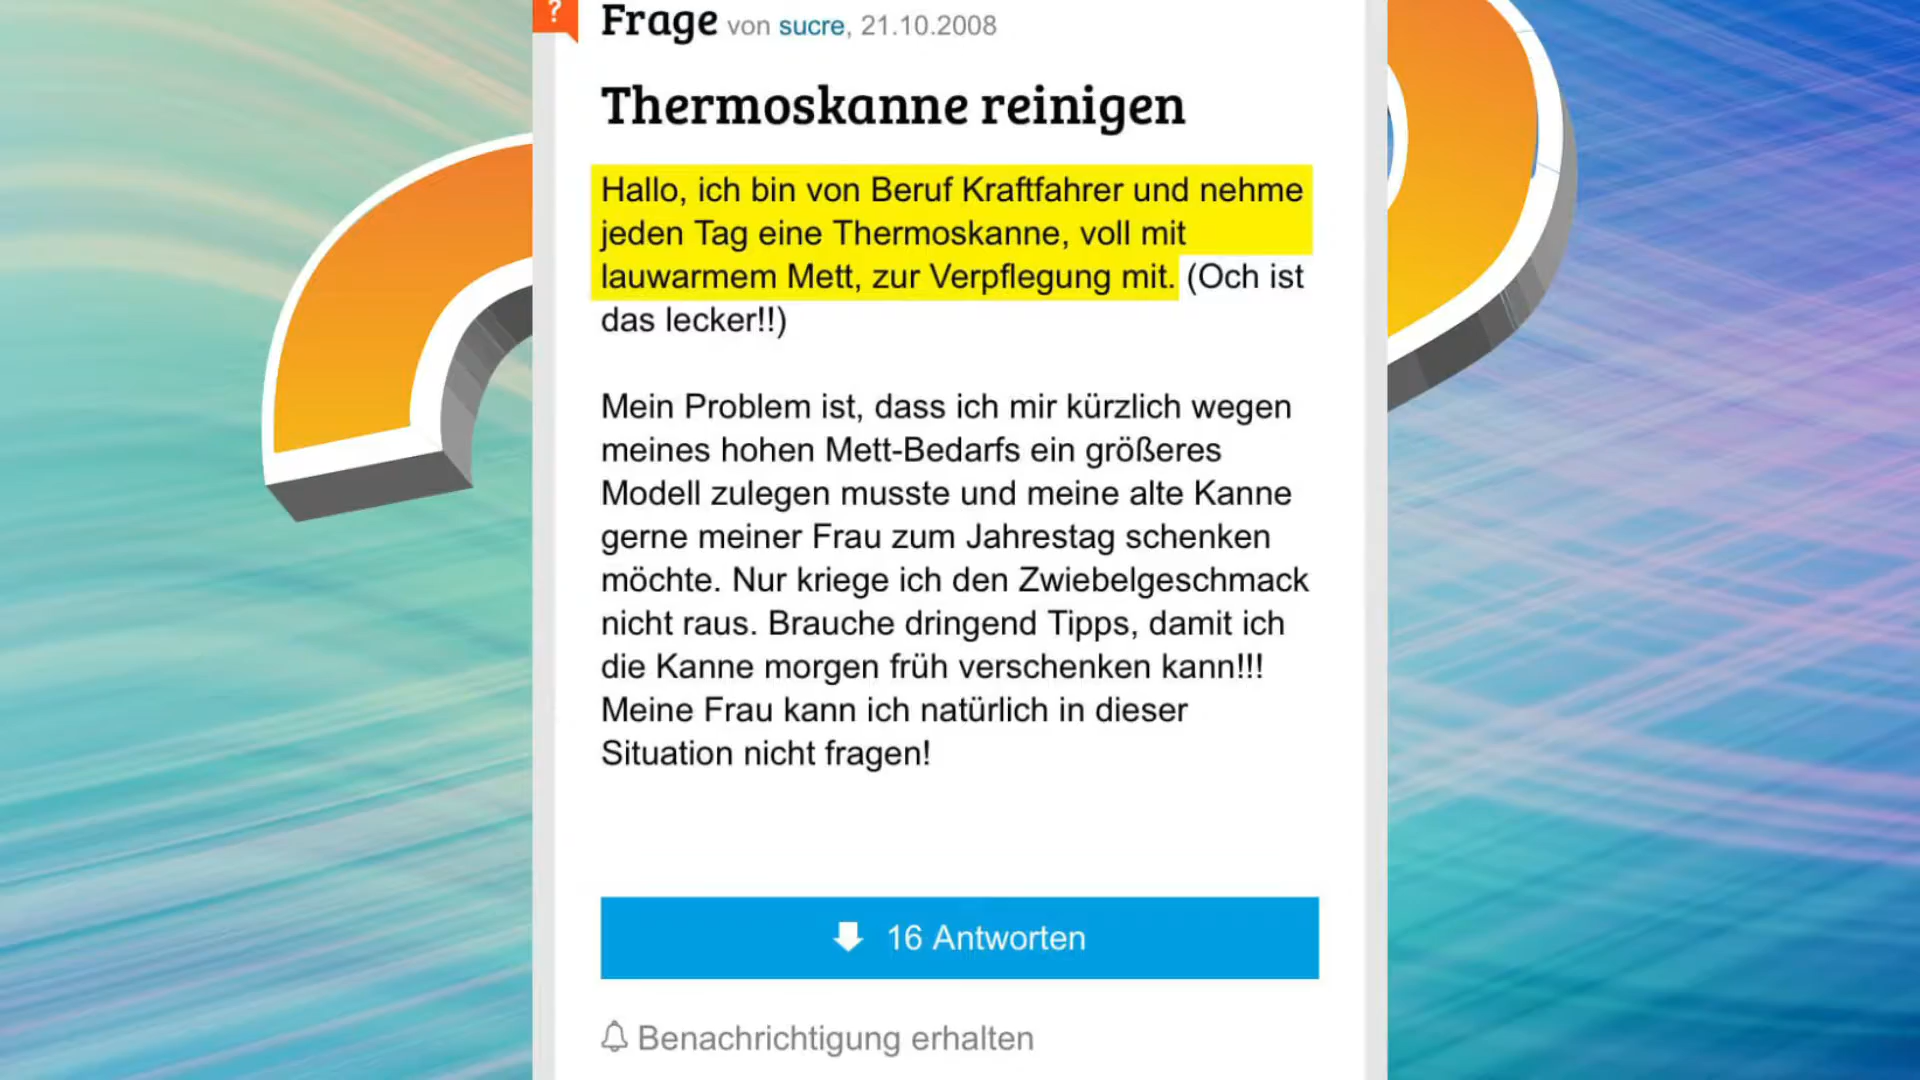 ?
Frage von sucre, 21.10.2008
Thermoskanne reinigen
Hallo, ich bin von Beruf Kraftfahrer und nehme
jeden Tag eine Thermoskanne, voll mit
lauwarmem Mett, zur Verpflegung mit. (Och ist
das lecker!!)
Mein Problem ist, dass ich mir kürzlich wegen
meines hohen Mett-Bedarfs ein größeres
Modell zulegen musste und meine alte Kanne
gerne meiner Frau zum Jahrestag schenken
möchte. Nur kriege ich den Zwiebelgeschmack
nicht raus. Brauche dringend Tipps, damit ich
die Kanne morgen früh verschenken kann!!!
Meine Frau kann ich natürlich in dieser
Situation nicht fragen!
16 Antworten
Benachrichtigung erhalten